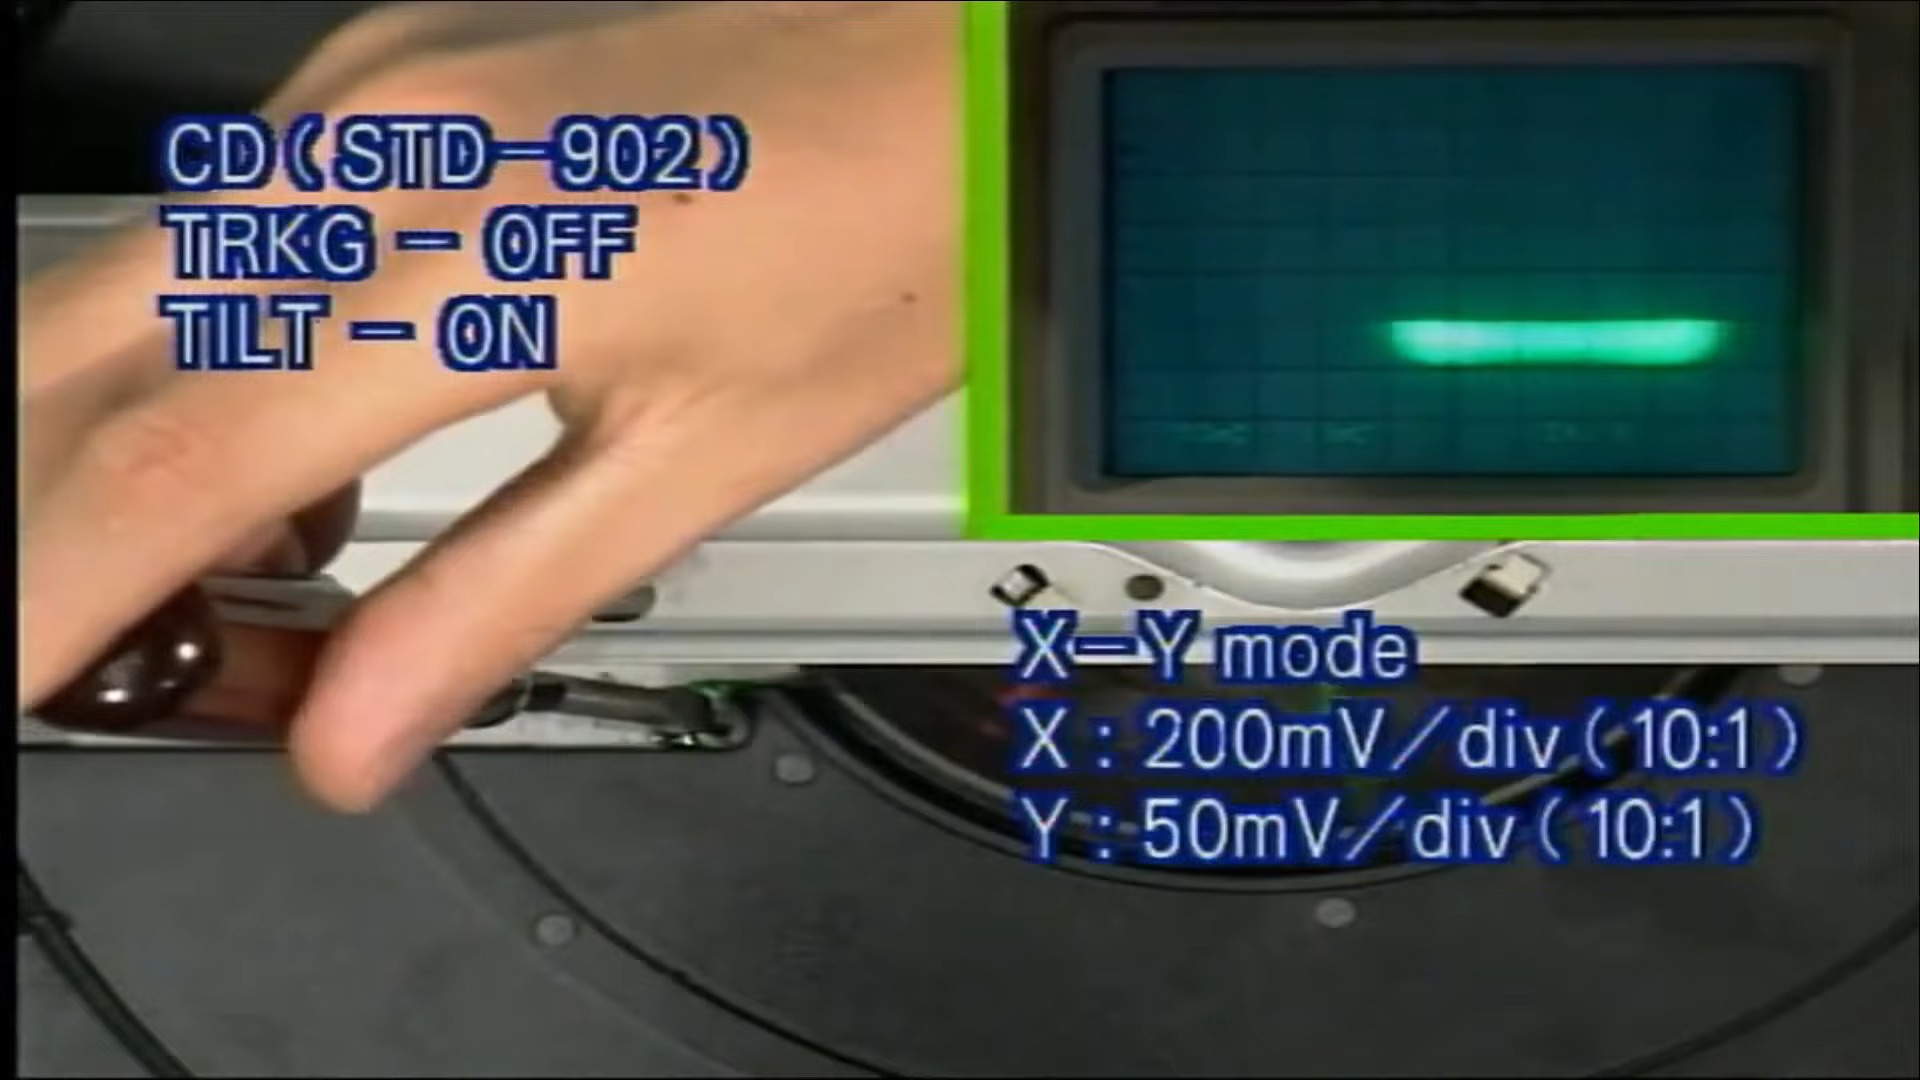 CD(STD-902)
TRKG - OFF
TILT - ON
X-Y mode
X : 200mV/div(10:1)
Y : 50mV/div(10:1)